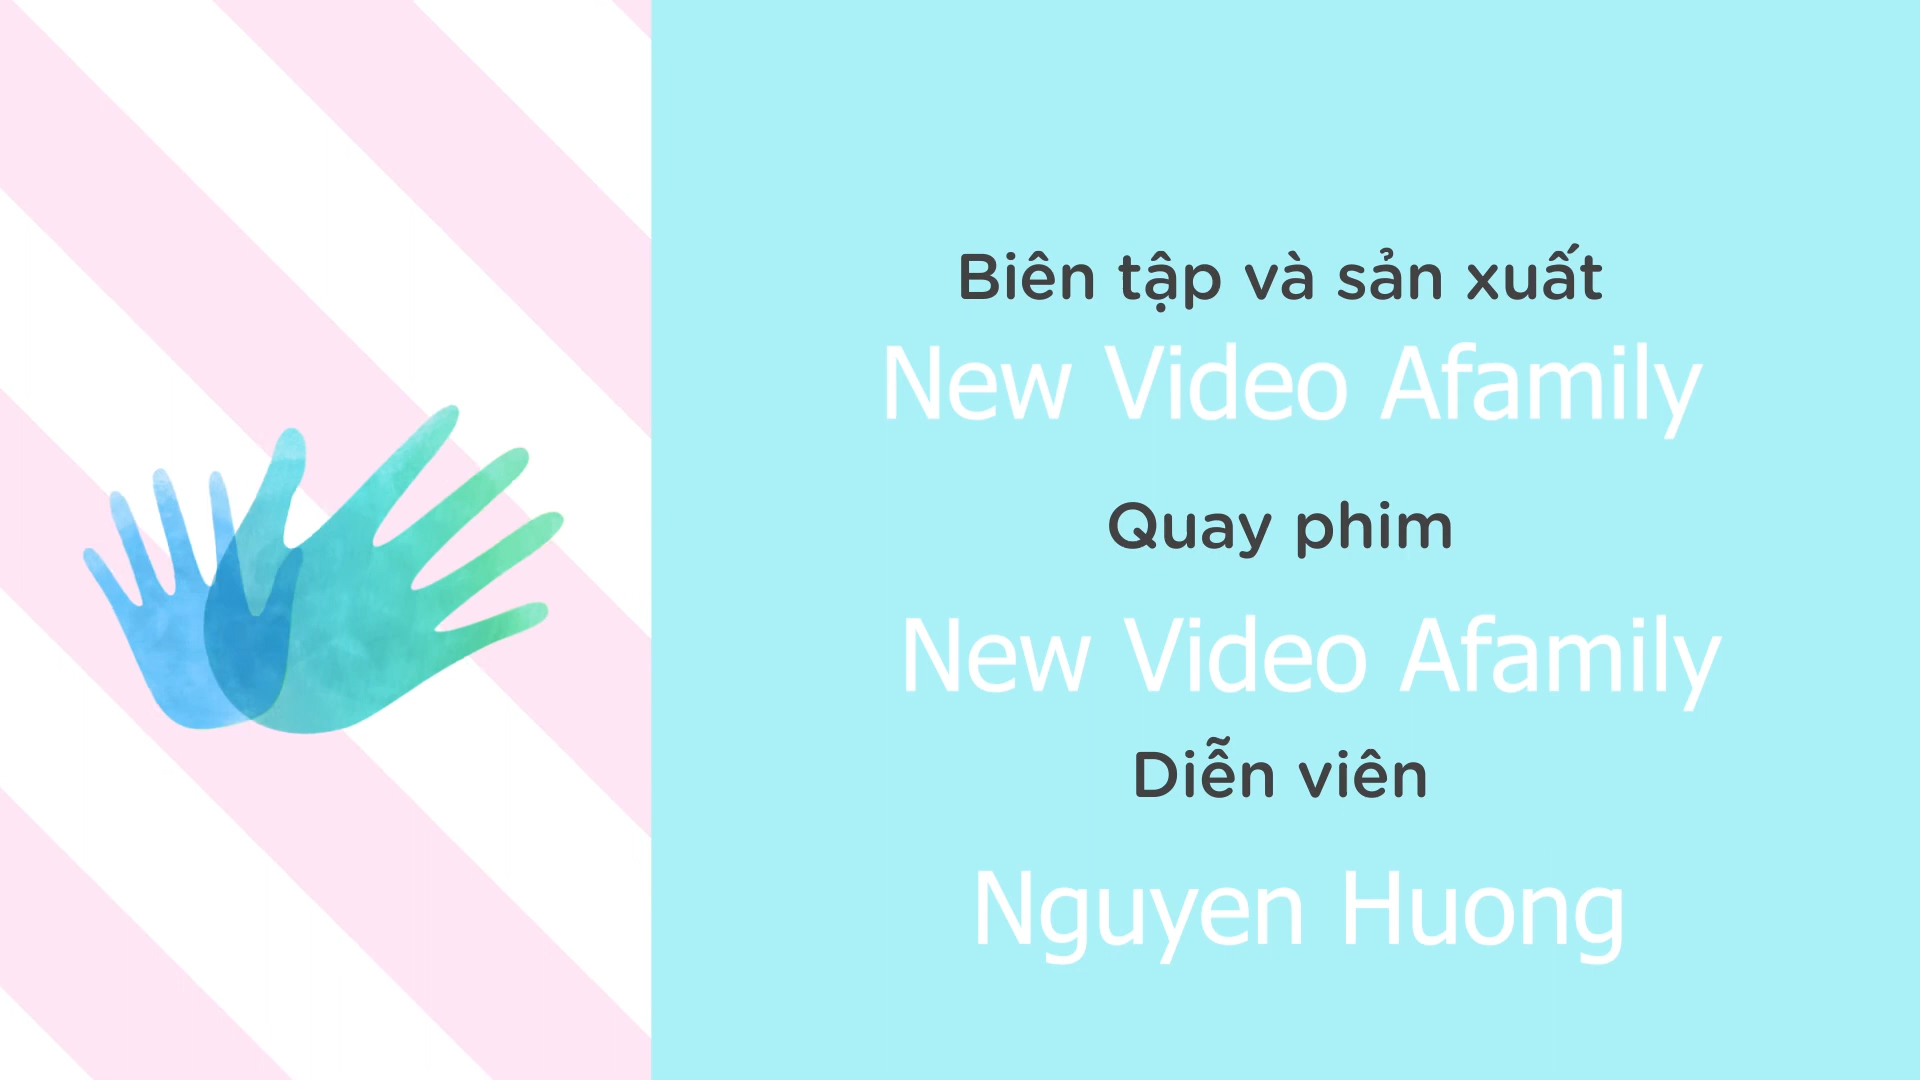 Biên tập và sản xuất
New Video Afamily
Quay phim
New Video Afamily
Diễn viên
Nguyen Huong